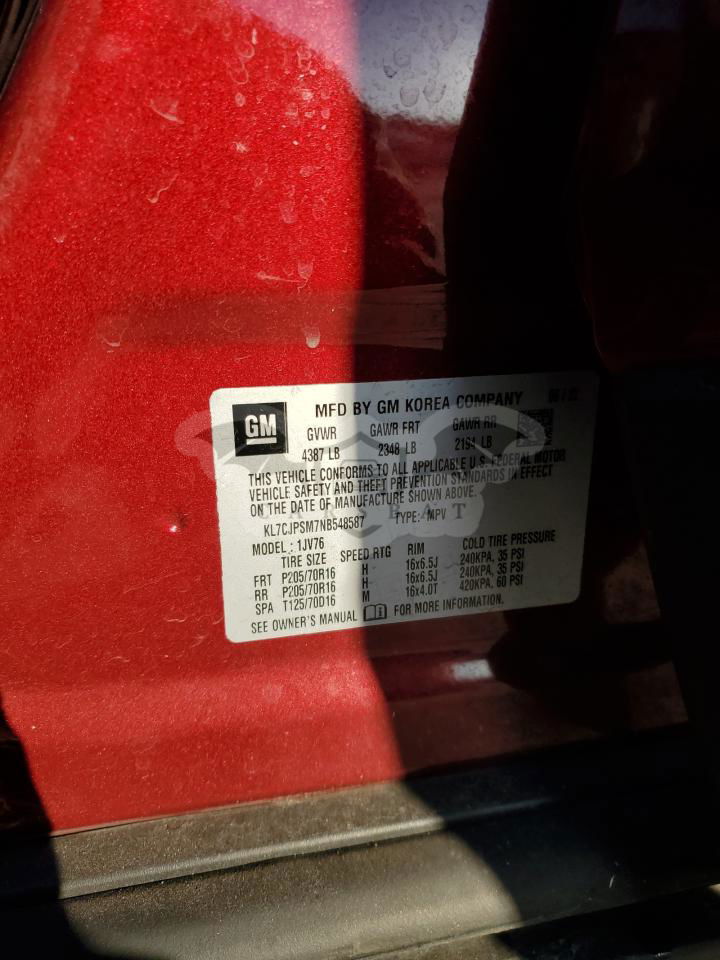 MFD BY GM KOREA COMPANY
GM
GVWR GAWR FRT GAWR RR
4387 LB 2348 LB 2194 LB
THIS VEHICLE CONFORMS TO ALL APPLICABLE U.S. FEDERAL MOTOR
VEHICLE SAFETY AND THEFT PREVENTION STANDARDS IN EFFECT
ON THE DATE OF MANUFACTURE SHOWN ABOVE.
CARSBAT
KL7CJPSM7NB548587 TYPE: MPV
MODEL: 1JV76
TIRE SIZE SPEED RTG RIM COLD TIRE PRESSURE
FRT P205/70R16 H- 16x6.5J 240KPA, 35 PSI
RR P205/70R16 H- 16x6.5J 240KPA, 35 PSI
SPA T125/70D16 M 16x4.0T 420KPA, 60 PSI
SEE OWNER'S MANUAL FOR MORE INFORMATION.